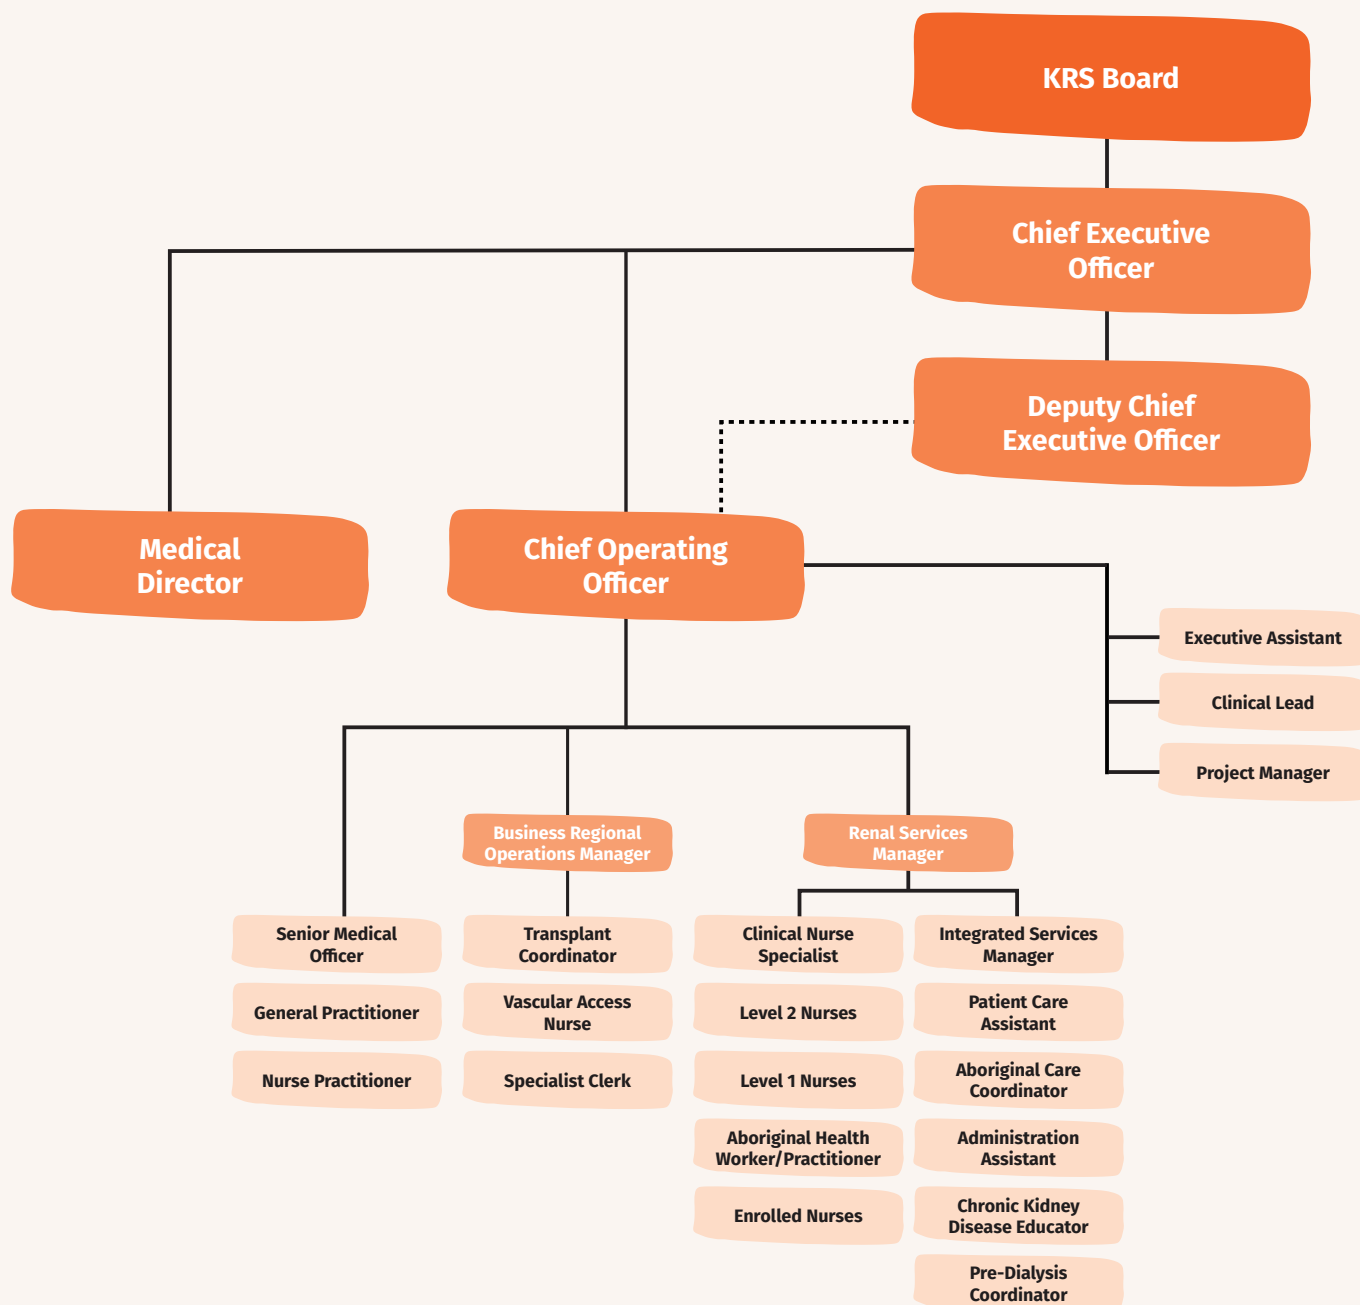 KRS Board
Chief Executive
Officer
Deputy Chief
Executive Officer
Medical
Director
Chief Operating
Officer
Executive Assistant
Clinical Lead
Project Manager
Business Regional
Operations Manager
Renal Services
Manager
Senior Medical
Officer
General Practitioner
Nurse Practitioner
Transplant
Coordinator
Vascular Access
Nurse
Specialist Clerk
Clinical Nurse
Specialist
Level 2 Nurses
Level 1 Nurses
Aboriginal Health
Worker/Practitioner
Enrolled Nurses
Integrated Services
Manager
Patient Care
Assistant
Aboriginal Care
Coordinator
Administration
Assistant
Chronic Kidney
Disease Educator
Pre-Dialysis
Coordinator